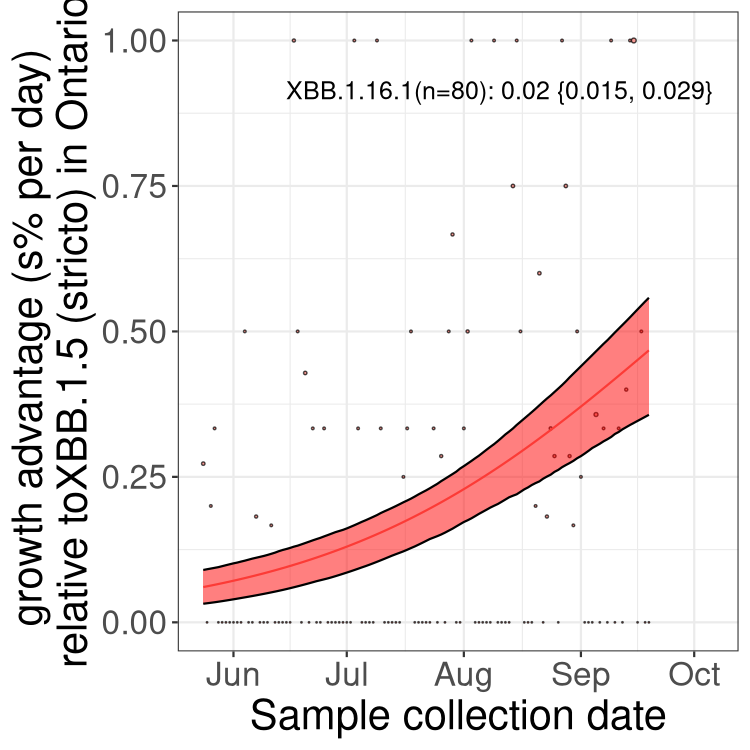 growth advantage (s% per day)
relative toXBB.1.5 (stricto) in Ontario
1.00
0.75
0.50
0.25
0.00
XBB.1.16.1(n=80): 0.02 {0.015, 0.029}
Jun Jul Aug Sep Oct
Sample collection date